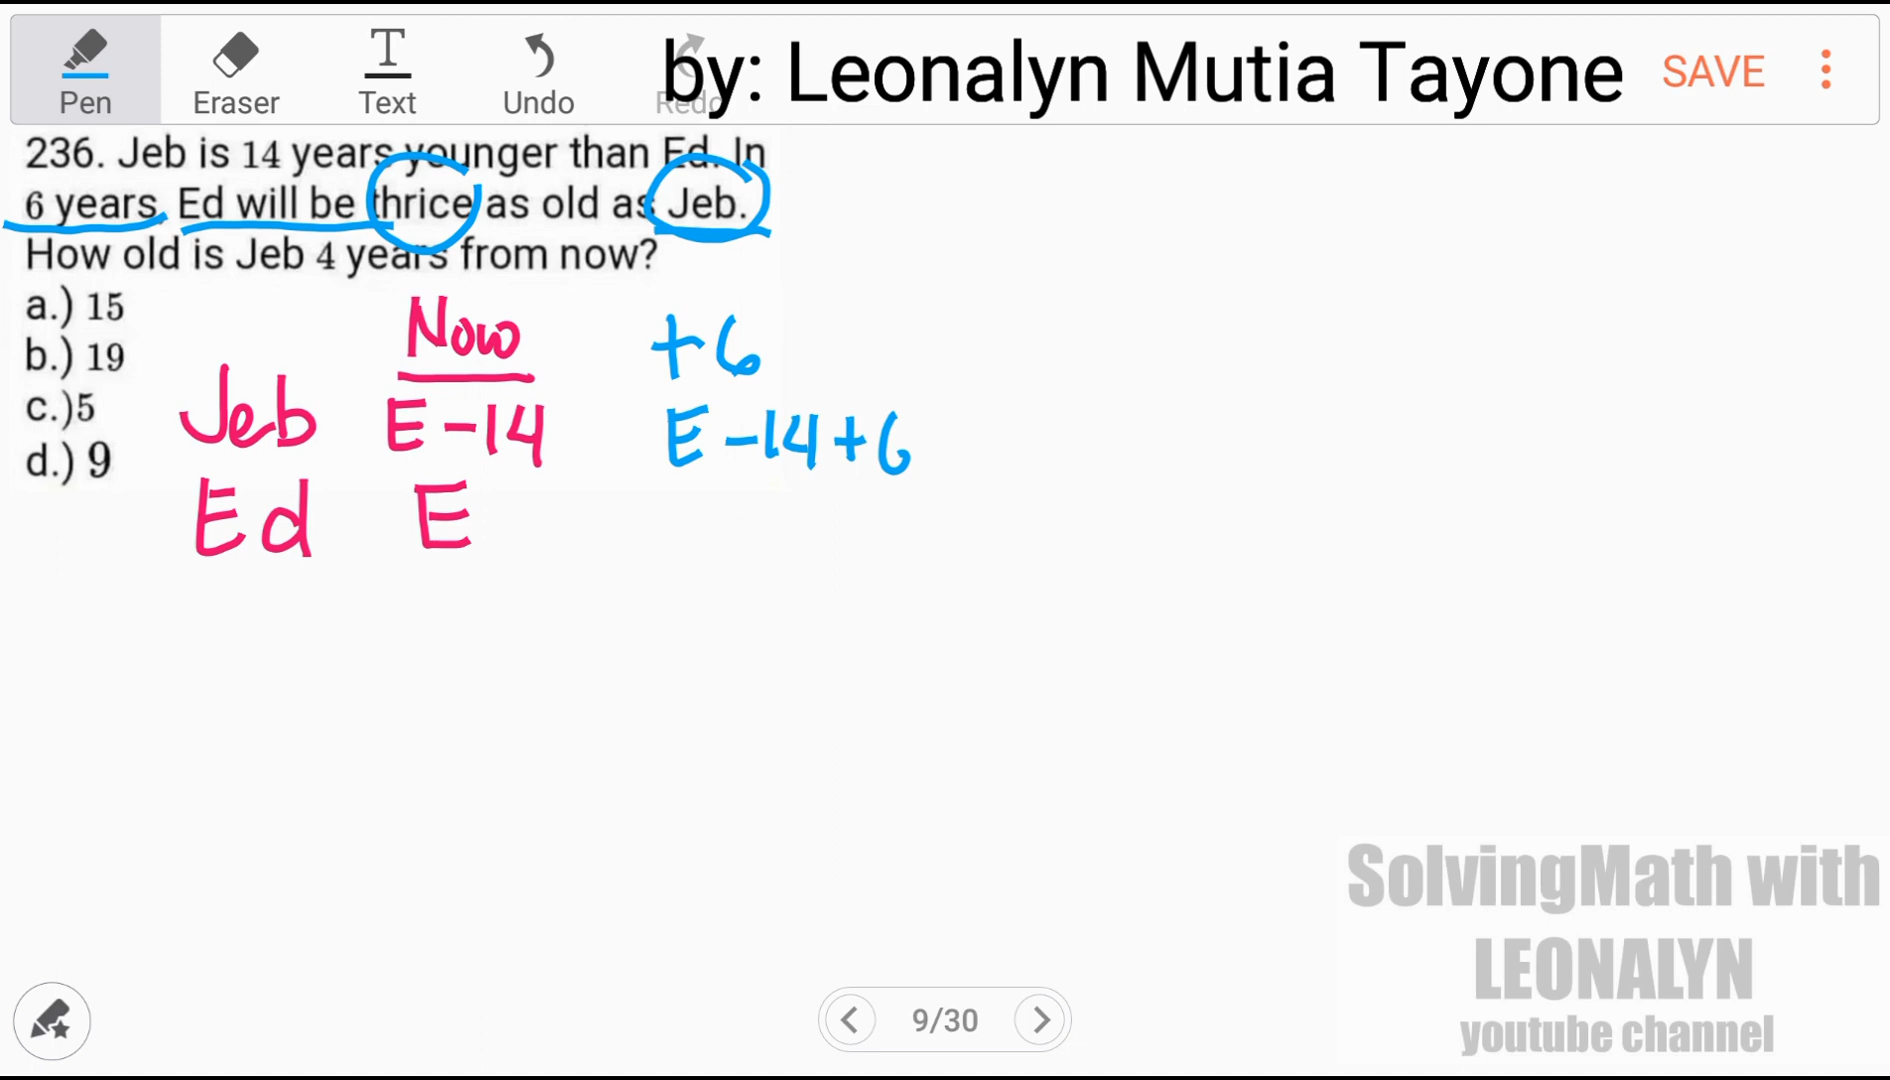 Pen Eraser Text Undo Redo by: Leonalyn Mutia Tayone SAVE
236. Jeb is 14 years younger than Ed. In
6 years, Ed will be thrice as old as Jeb.
How old is Jeb 4 years from now?
a.) 15
b.) 19
c.)5
d.) 9
Now +6
Jeb E-14 E-14+6
Ed E
SolvingMath with
LEONALYN
youtube channel
9/30